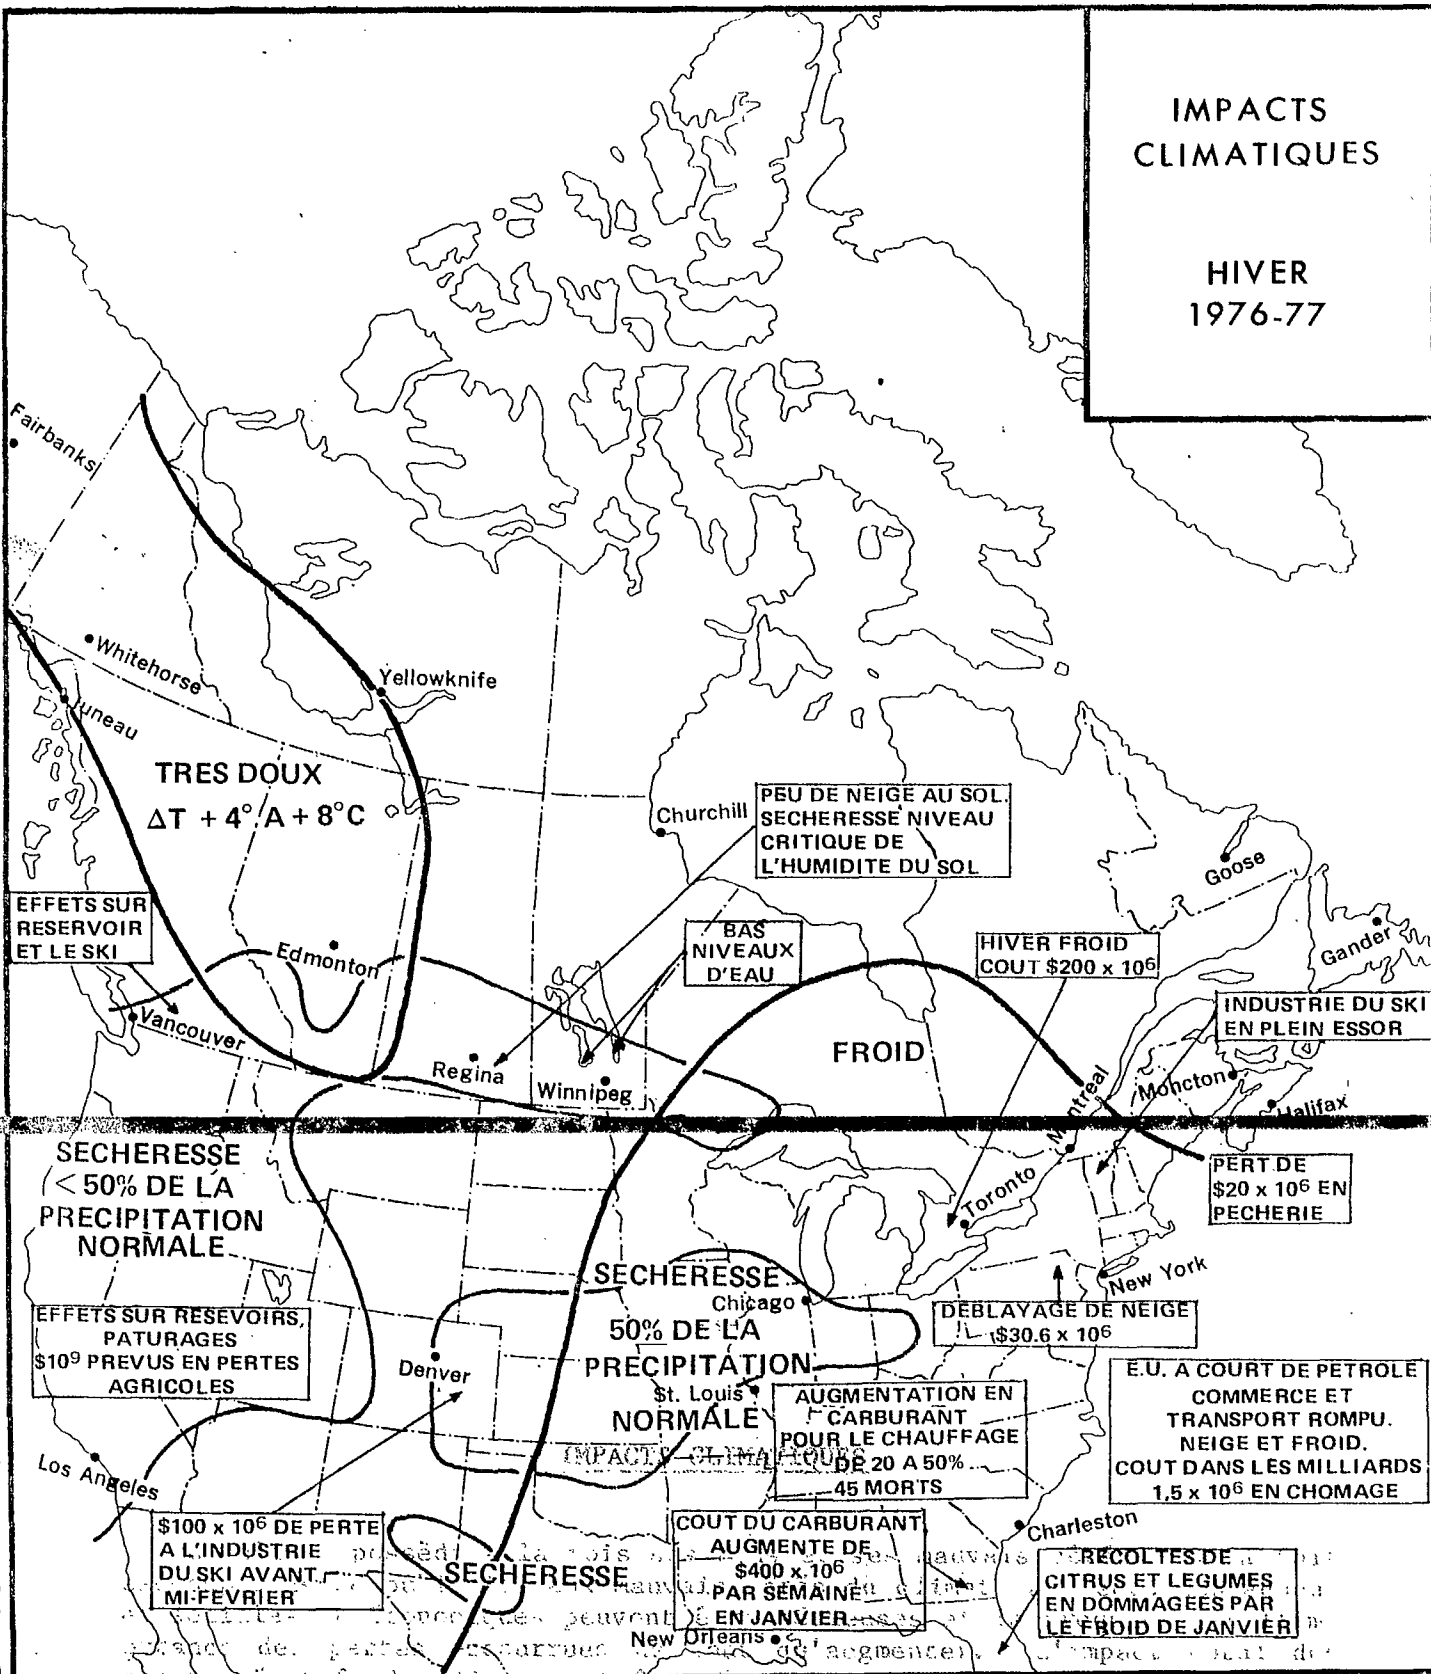 IMPACTS
CLIMATIQUES
HIVER
1976-77
Fairbanks
Whitehorse
Juneau
Yellowknife
TRES DOUX
ΔT + 4° A + 8°C
Churchill
PEU DE NEIGE AU SOL.
SECHERESSE NIVEAU
CRITIQUE DE
L'HUMIDITE DU SOL
Goose
Gander
EFFETS SUR
RESERVOIR
ET LE SKI
Edmonton
BAS
NIVEAUX
D'EAU
HIVER FROID
COUT $200 x 10⁶
INDUSTRIE DU SKI
EN PLEIN ESSOR
Vancouver
Regina
Winnipeg
FROID
Montreal
Moncton
Halifax
SECHERESSE
< 50% DE LA
PRECIPITATION
NORMALE
PERT DE
$20 x 10⁶ EN
PECHERIE
Toronto
New York
SECHERESSE
50% DE LA
PRECIPITATION
NORMALE
Chicago
DEBLAYAGE DE NEIGE
$30.6 x 10⁶
EFFETS SUR RESEVOIRS,
PATURAGES
$10⁹ PREVUS EN PERTES
AGRICOLES
Denver
St. Louis
AUGMENTATION EN
CARBURANT
POUR LE CHAUFFAGE
DE 20 A 50%
45 MORTS
E.U. A COURT DE PETROLE
COMMERCE ET
TRANSPORT ROMPU.
NEIGE ET FROID.
COUT DANS LES MILLIARDS
1,5 x 10⁶ EN CHOMAGE
IMPACTS CLIMATIQUES
Los Angeles
$100 x 10⁶ DE PERTE
A L'INDUSTRIE
DU SKI AVANT
MI-FEVRIER
SECHERESSE
COUT DU CARBURANT
AUGMENTE DE
$400 x 10⁶
PAR SEMAINE
EN JANVIER
Charleston
RECOLTES DE
CITRUS ET LEGUMES
EN DOMMAGEES PAR
LE FROID DE JANVIER
New Orleans
mauvais
peuvent
d'augmenter